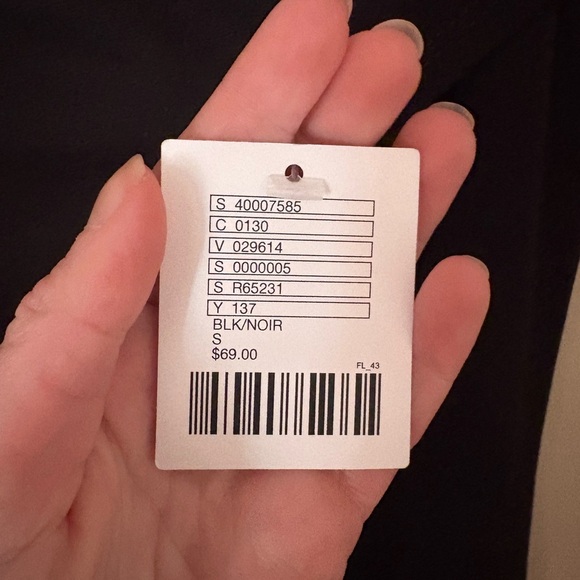 S 40007585
C 0130
V 029614
S 0000005
S R65231
Y 137
BLK/NOIR
S
$69.00
FL_43